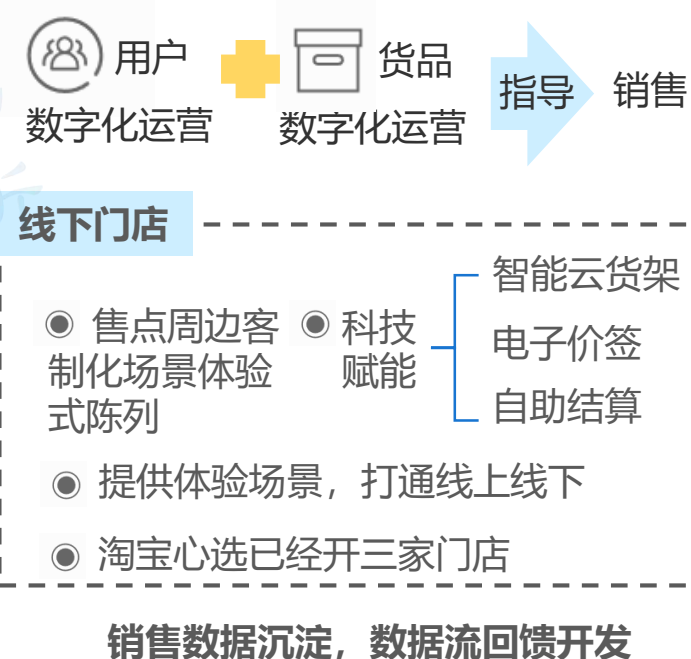 用户
数字化运营
货品
数字化运营
指导
销售
线下门店
售点周边客
制化场景体验
式陈列
科技
赋能
智能云货架
电子价签
自助结算
提供体验场景，打通线上线下
淘宝心选已经开三家门店
销售数据沉淀，数据流回馈开发